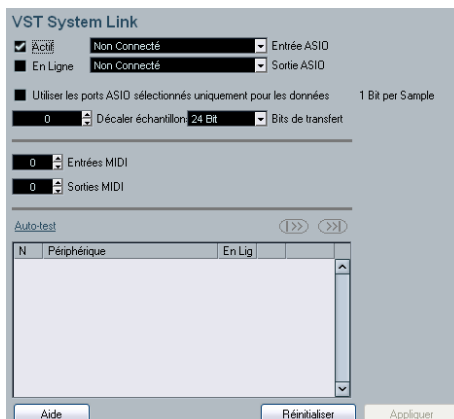 VST System Link
Actif Non Connecté Entrée ASIO
En Ligne Non Connecté Sortie ASIO
Utiliser les ports ASIO sélectionnés uniquement pour les données 1 Bit per Sample
0 Décaler échantillon: 24 Bit Bits de transfert
0 Entrées MIDI
0 Sorties MIDI
Auto-test
N Périphérique En Lig
Aide Réinitialiser Appliquer